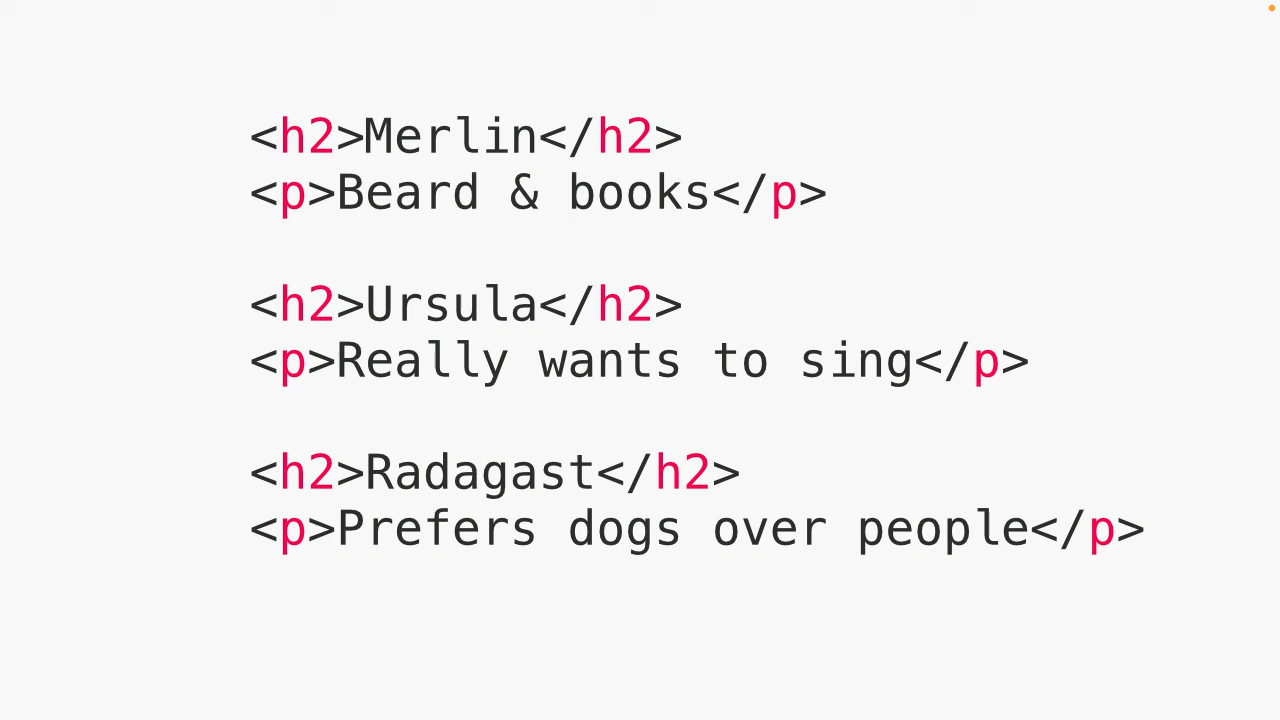 <h2>Merlin</h2>
<p>Beard & books</p>
<h2>Ursula</h2>
<p>Really wants to sing</p>
<h2>Radagast</h2>
<p>Prefers dogs over people</p>